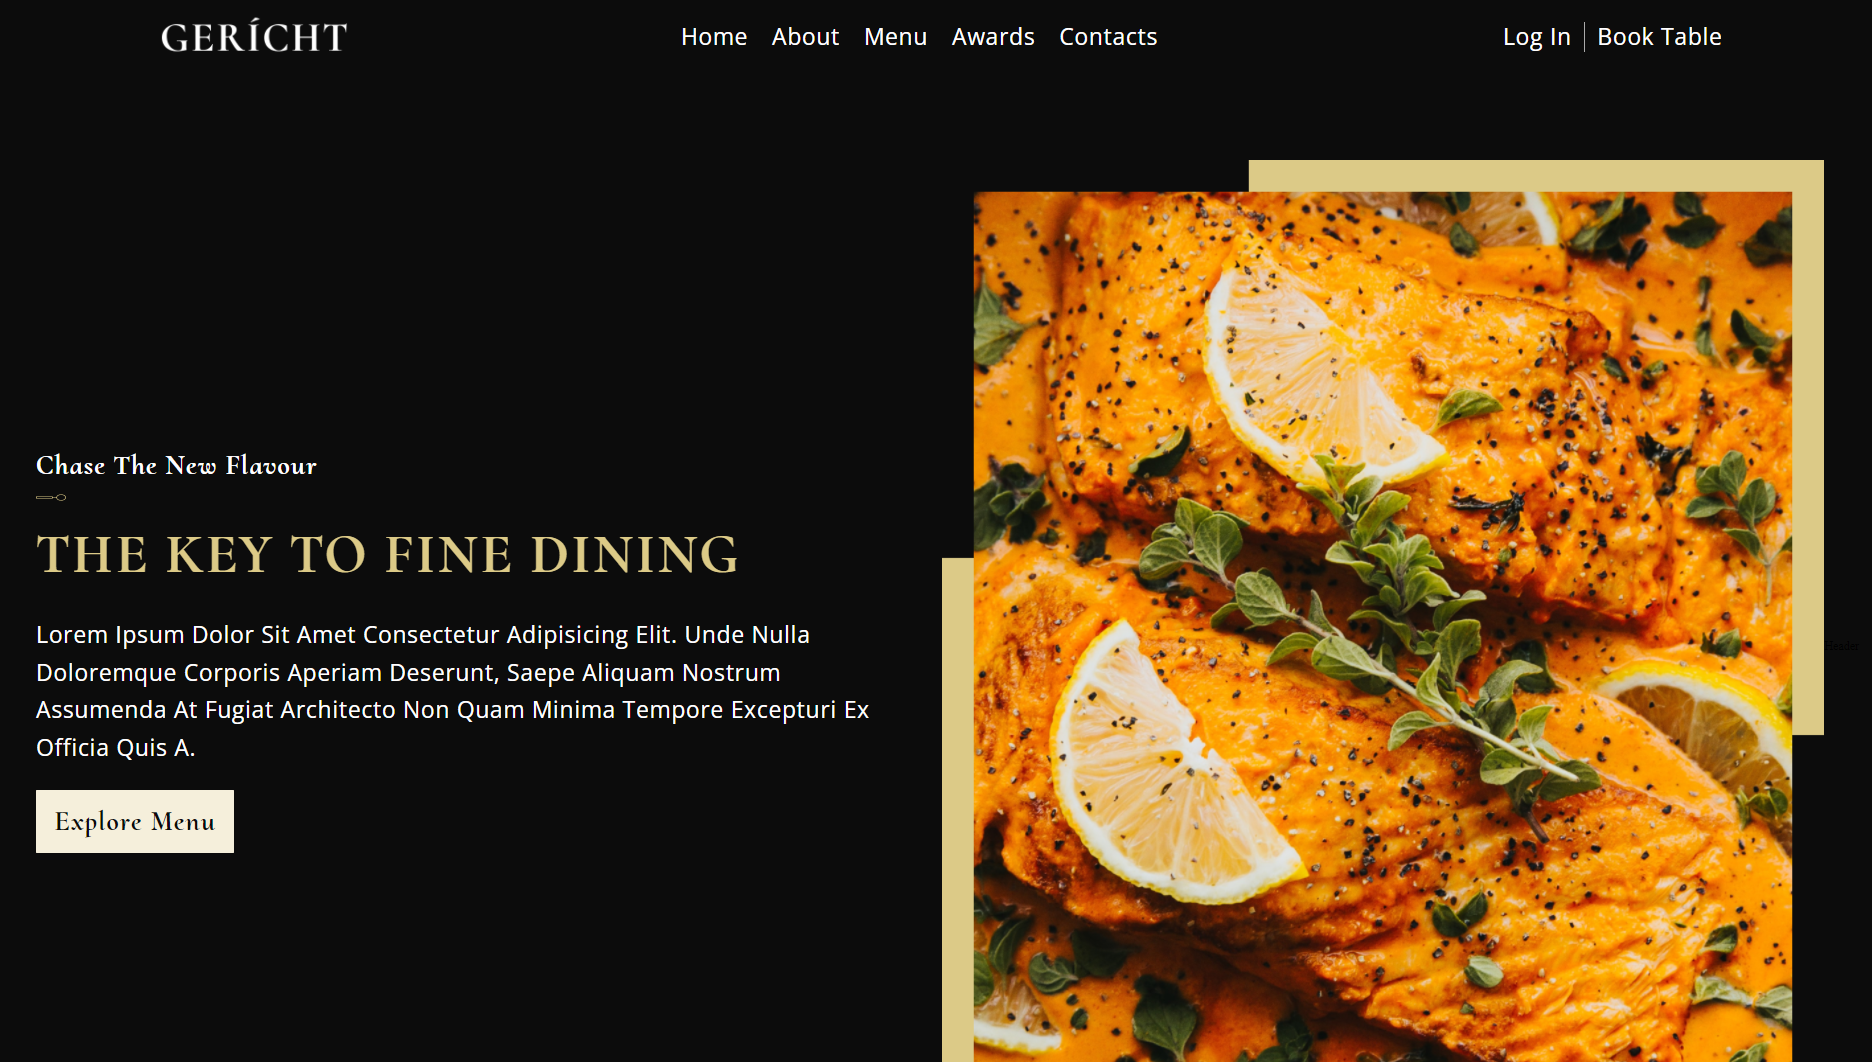 GERÍCHT
Home About Menu Awards Contacts
Log In Book Table
Chase The New Flavour
THE KEY TO FINE DINING
Lorem Ipsum Dolor Sit Amet Consectetur Adipisicing Elit. Unde Nulla
Doloremque Corporis Aperiam Deserunt, Saepe Aliquam Nostrum
Assumenda At Fugiat Architecto Non Quam Minima Tempore Excepturi Ex
Officia Quis A.
Explore Menu
Header